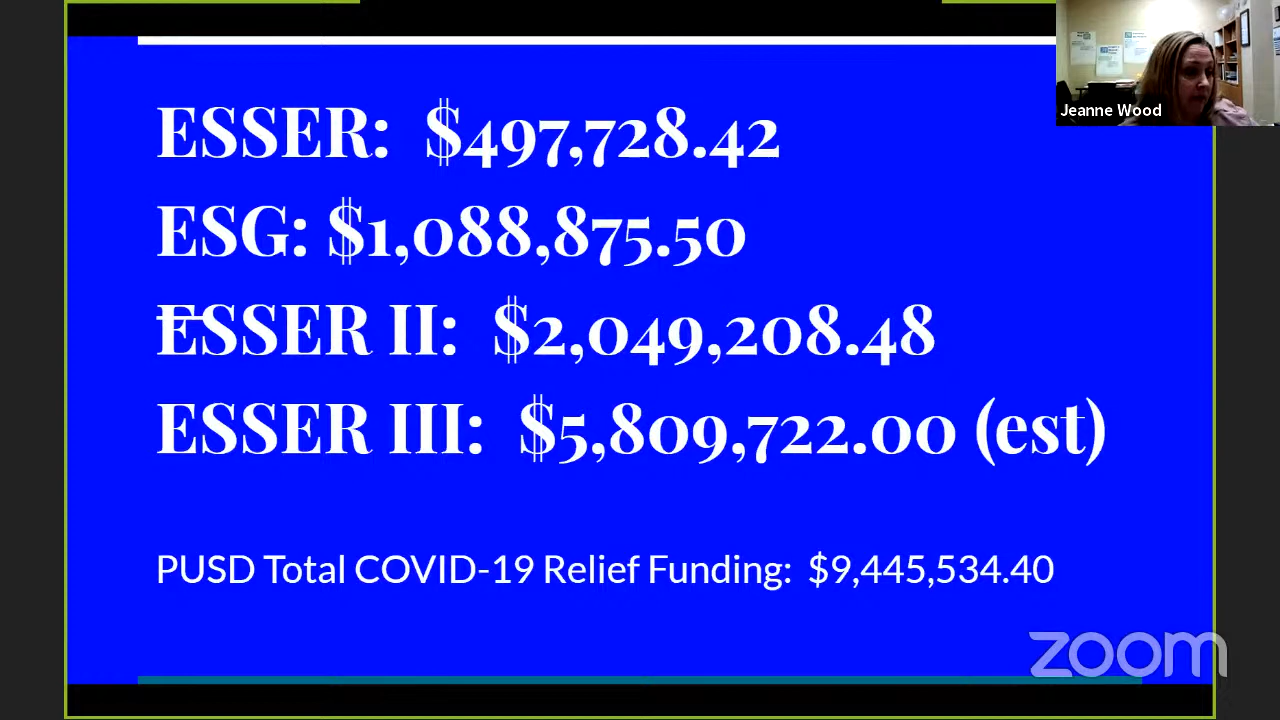 Jeanne Wood
ESSER: $497,728.42
ESG: $1,088,875.50
ESSER II: $2,049,208.48
ESSER III: $5,809,722.00 (est)
PUSD Total COVID-19 Relief Funding: $9,445,534.40
zoom